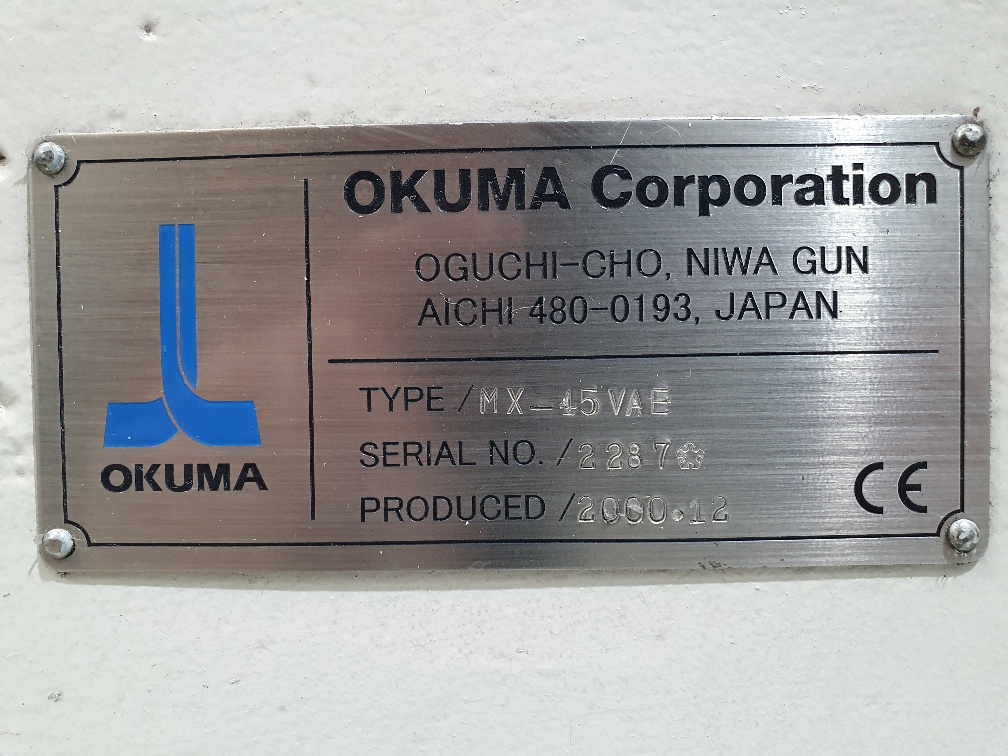 OKUMA
OKUMA Corporation
OGUCHI-CHO, NIWA GUN
AICHI 480-0193, JAPAN
TYPE /MX-45VAE
SERIAL NO. /2287
PRODUCED /2000.12
CE